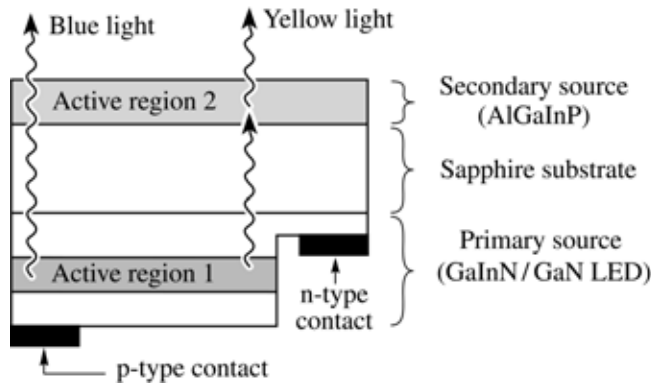 Blue light
Yellow light
Active region 2
Secondary source
(AlGaInP)
Sapphire substrate
Active region 1
Primary source
(GaInN/GaN LED)
n-type
contact
p-type contact